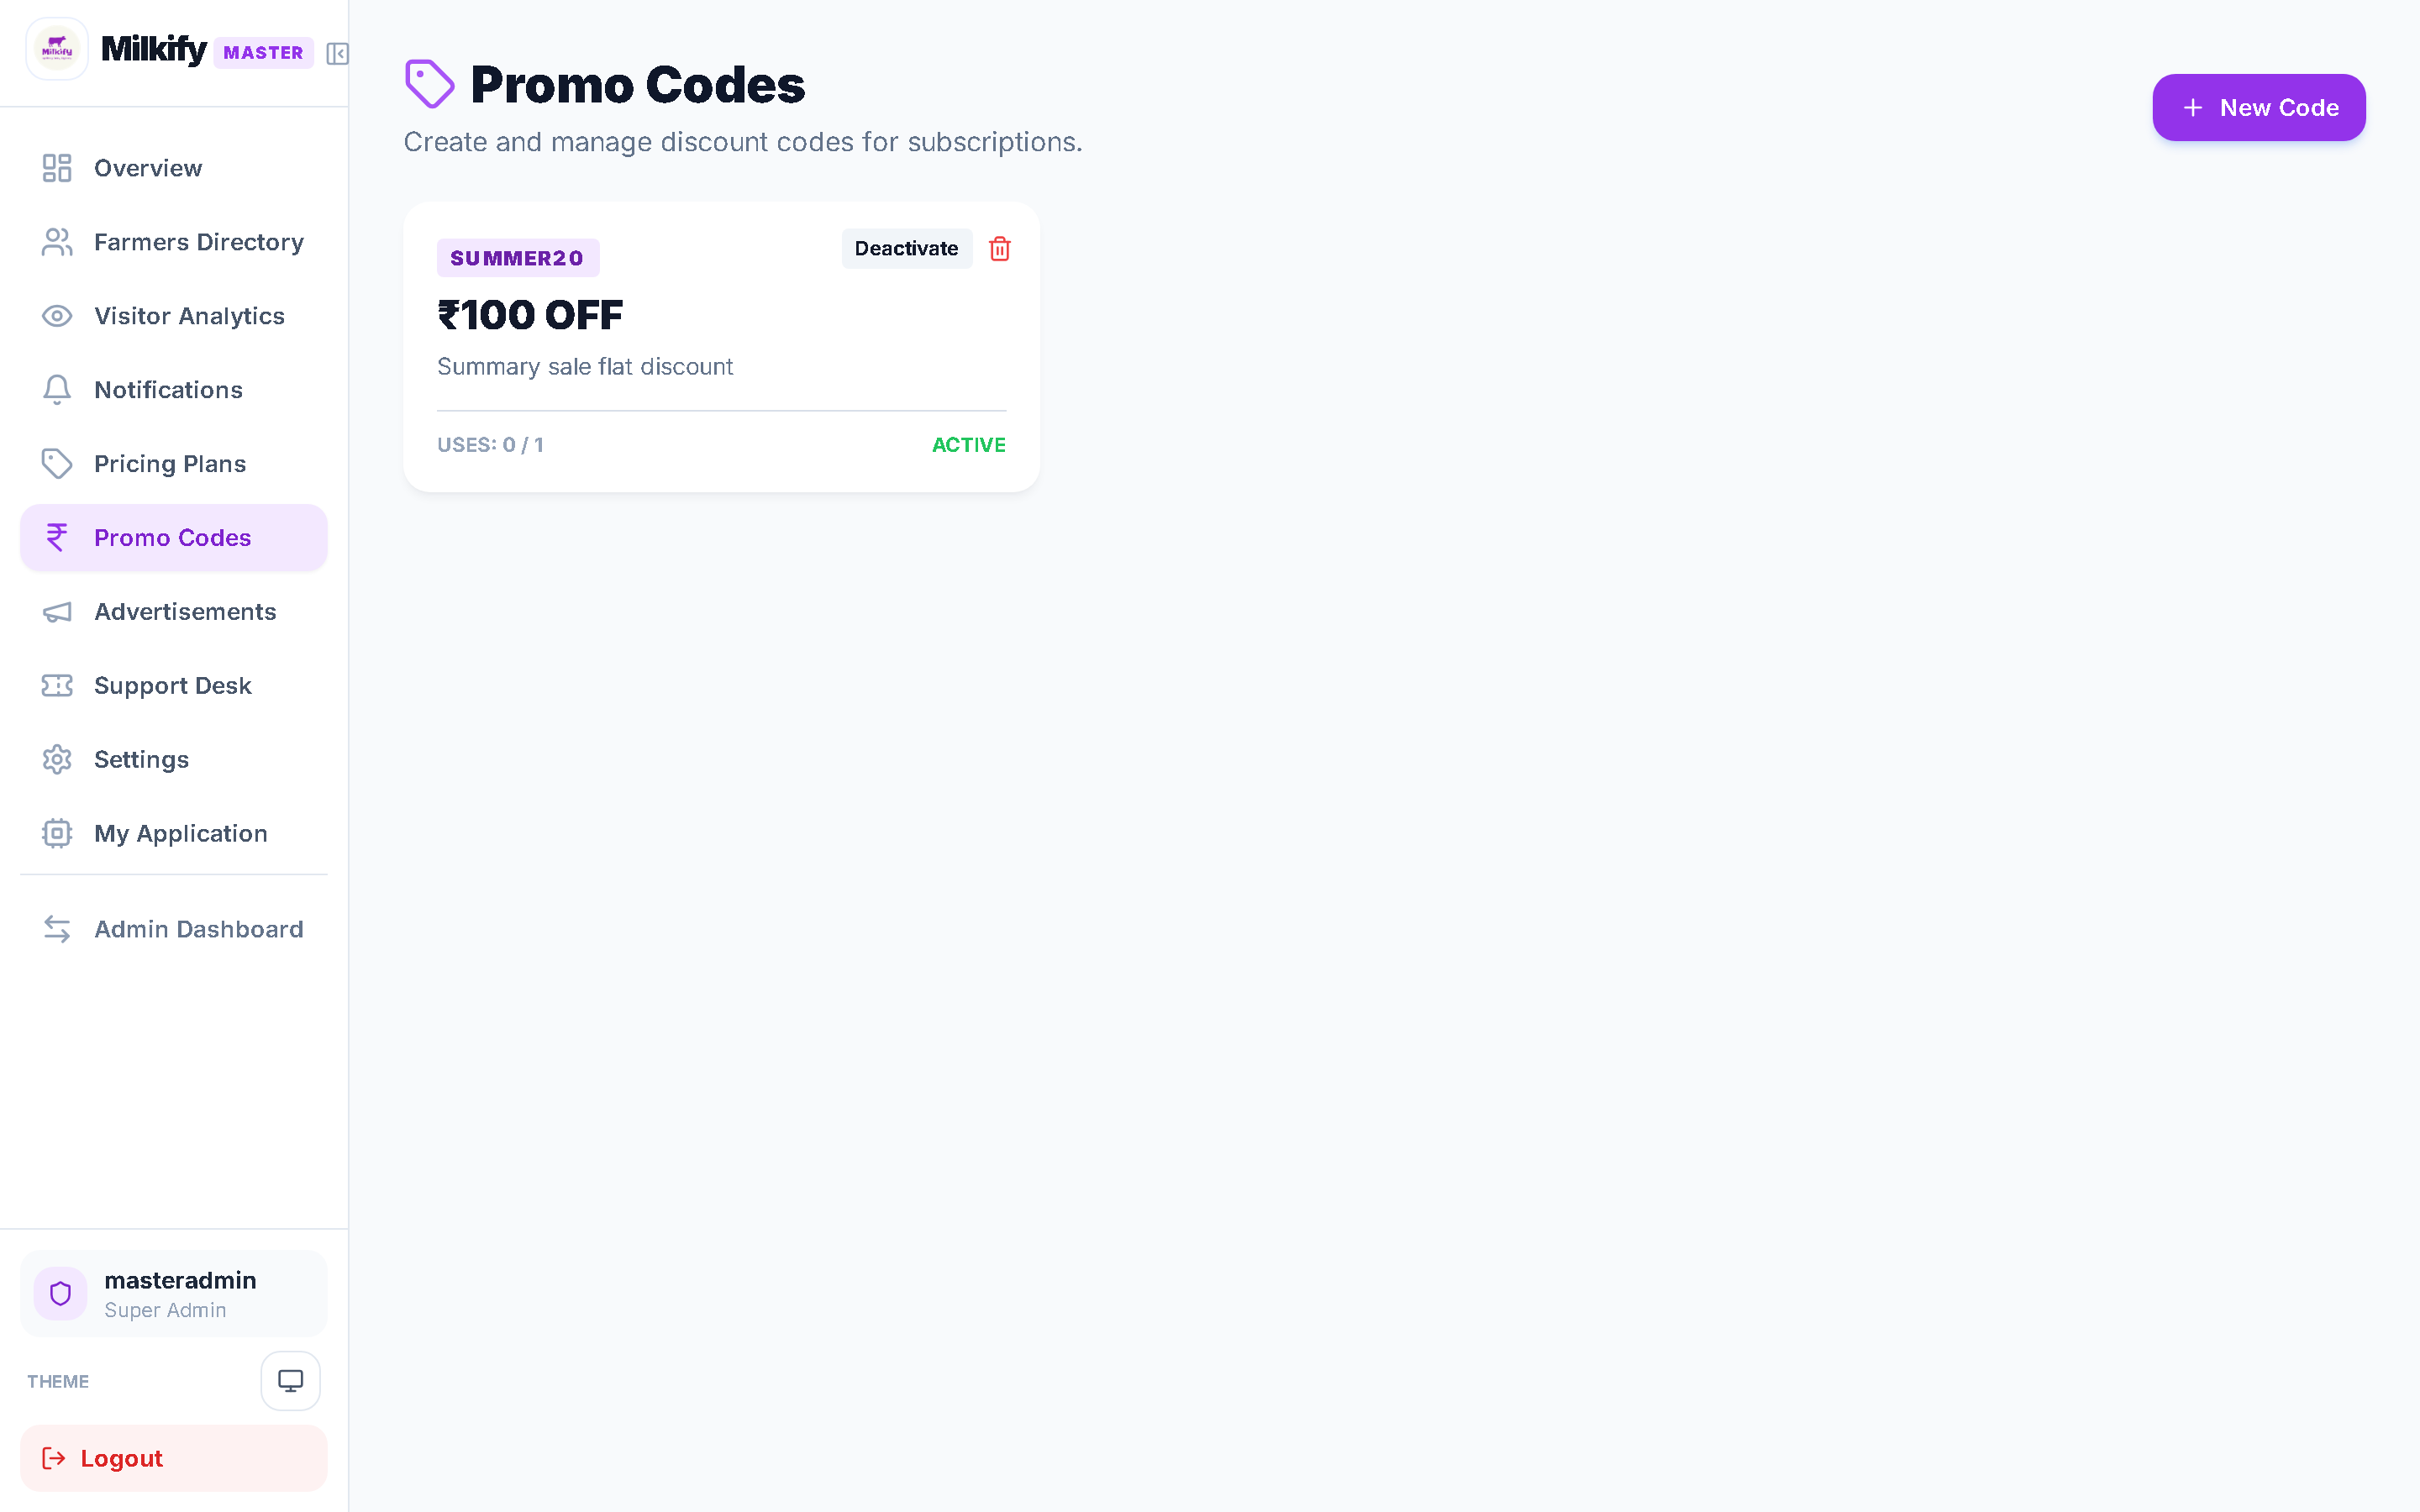 Milkify
Milkify MASTER
Overview
Farmers Directory
Visitor Analytics
Notifications
Pricing Plans
Promo Codes
Advertisements
Support Desk
Settings
My Application
Admin Dashboard
masteradmin
Super Admin
THEME
Logout
Promo Codes
Create and manage discount codes for subscriptions.
New Code
SUMMER20
Deactivate
₹100 OFF
Summary sale flat discount
USES: 0 / 1
ACTIVE